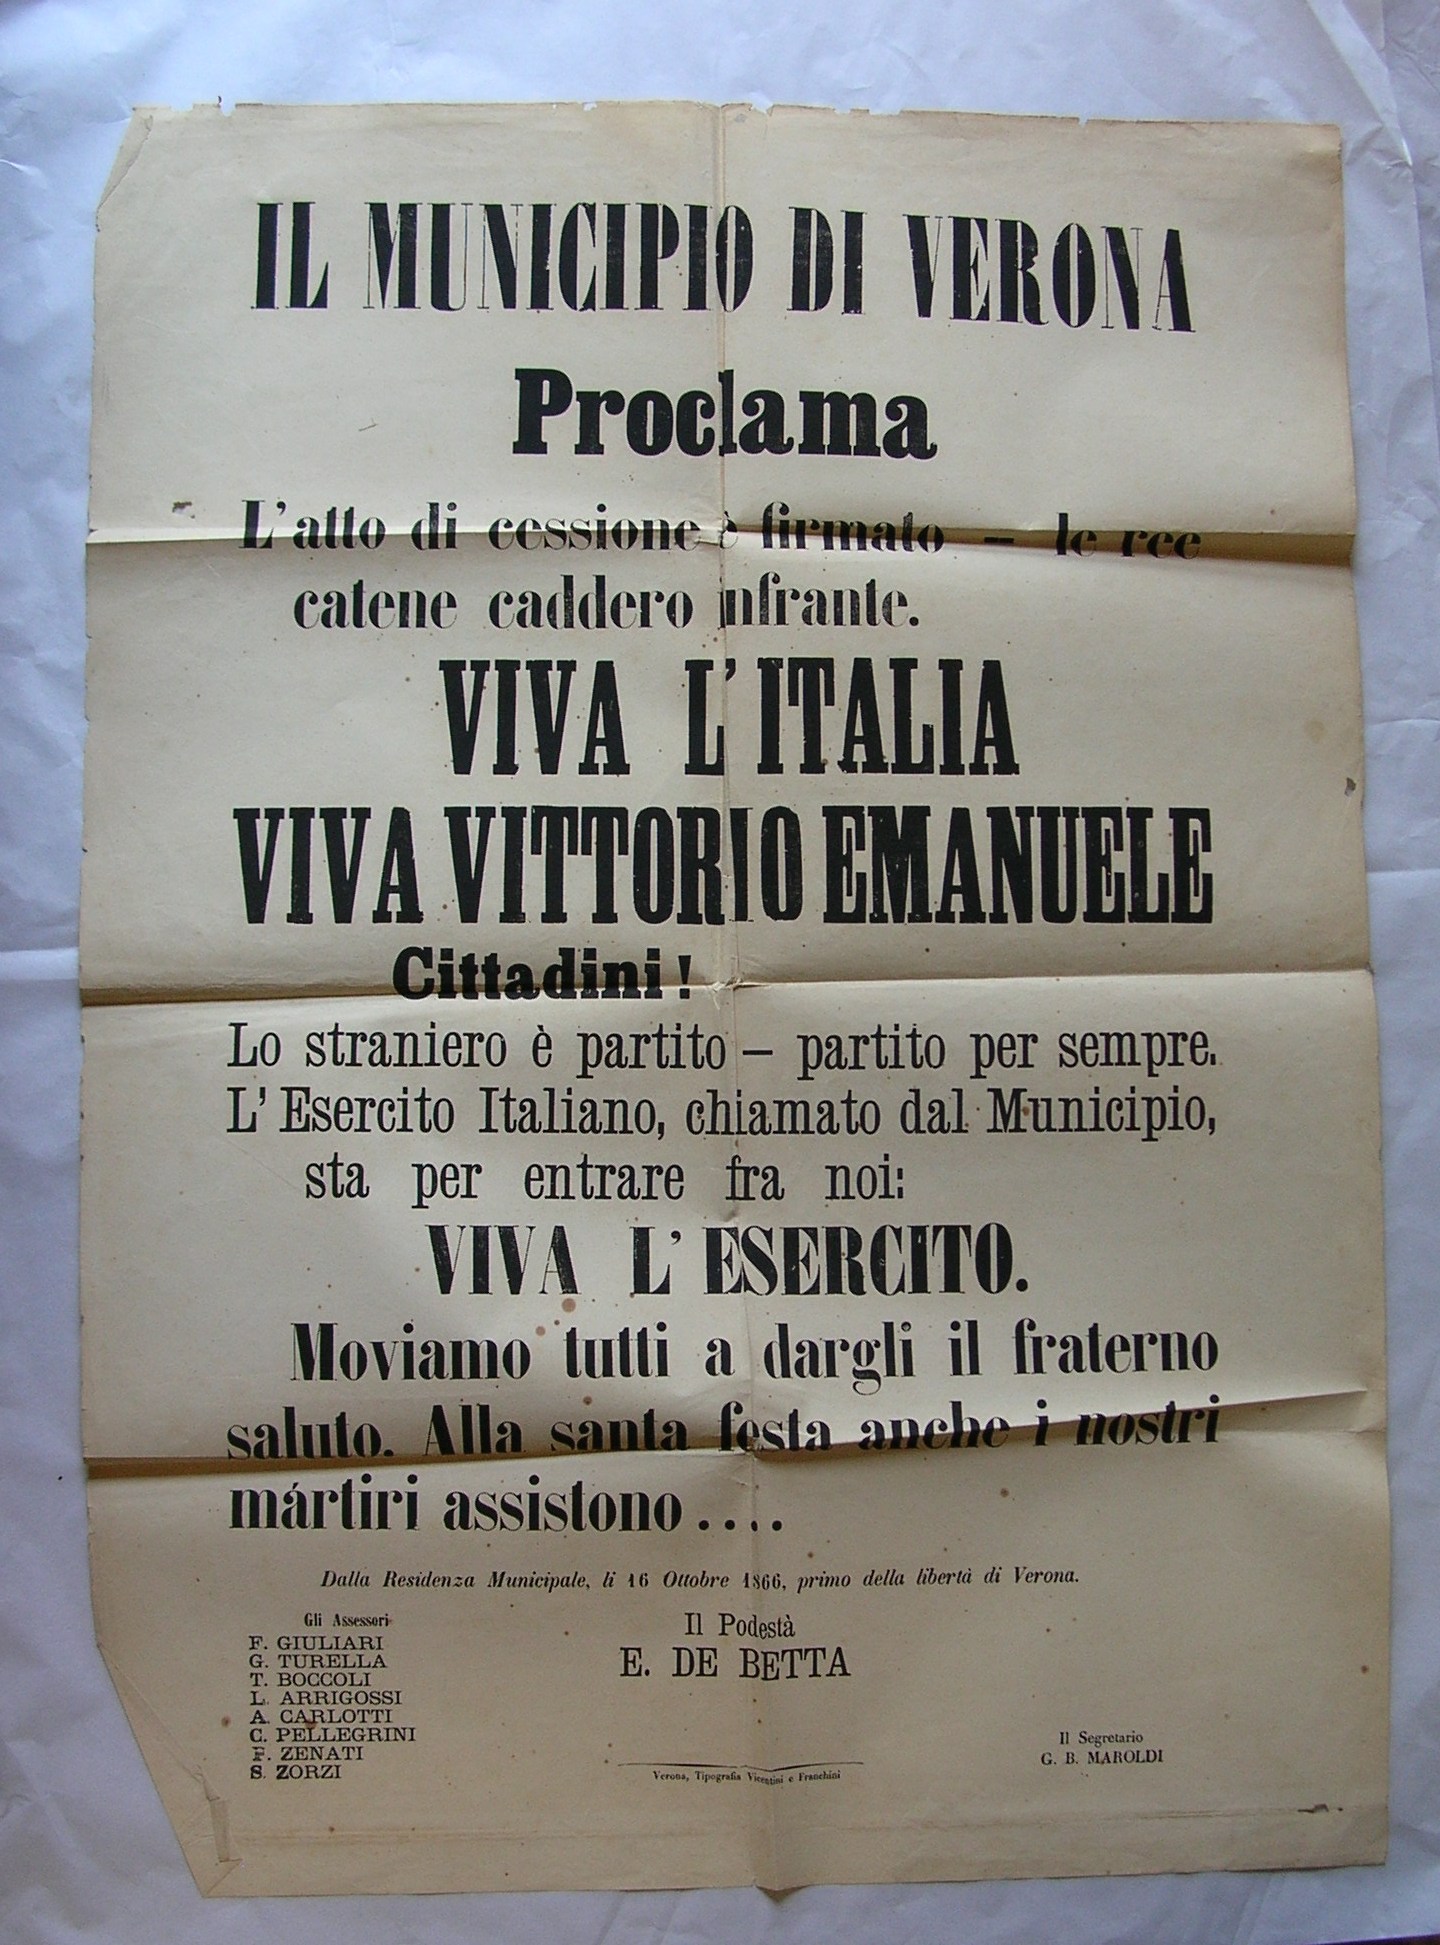 IL MUNICIPIO DI VERONA
Proclama
L'atto di cessione è firmato – le ree
catene caddero infrante.
VIVA L'ITALIA
VIVA VITTORIO EMANUELE
Cittadini!
Lo straniero è partito – partito per sempre.
L'Esercito Italiano, chiamato dal Municipio,
sta per entrare fra noi:
VIVA L'ESERCITO.
Moviamo tutti a dargli il fraterno
saluto. Alla santa festa anche i nostri
mártiri assistono....
Dalla Residenza Municipale, li 16 Ottobre 1866, primo della libertà di Verona.
Gli Assessori
F. GIULIARI
G. TURELLA
T. BOCCOLI
L. ARRIGOSSI
A. CARLOTTI
C. PELLEGRINI
F. ZENATI
S. ZORZI
Il Podestà
E. DE BETTA
Il Segretario
G. B. MAROLDI
Verona, Tipografia Vicentini e Franchini